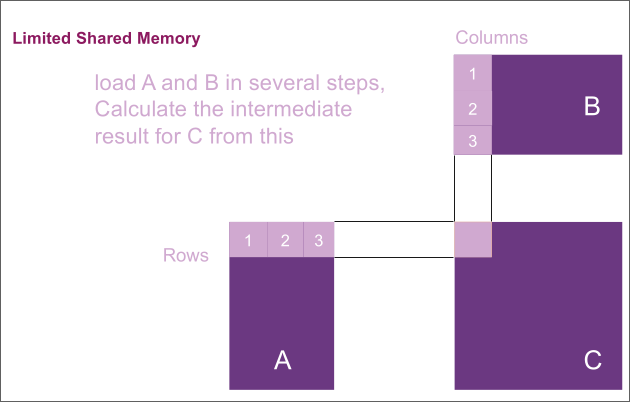 Limited Shared Memory
Columns
load A and B in several steps,
Calculate the intermediate
result for C from this
1
2
3
B
Rows
1 2 3
A
C